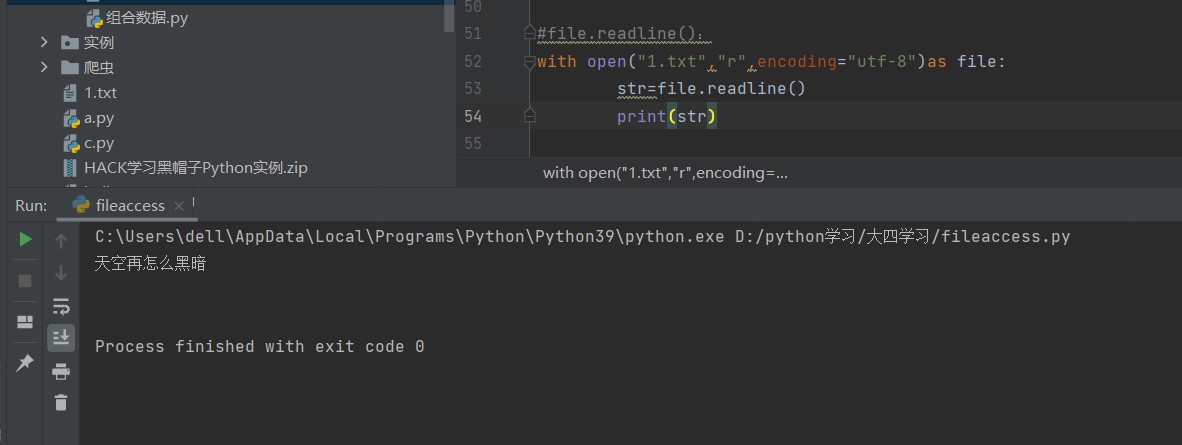 组合数据.py
实例
爬虫
1.txt
a.py
c.py
HACK学习黑帽子Python实例.zip
50
51 #file.readline():
52 with open("1.txt","r",encoding="utf-8")as file:
53 str=file.readline()
54 print(str)
55
with open("1.txt","r",encoding=...
Run: fileaccess
C:\Users\dell\AppData\Local\Programs\Python\Python39\python.exe D:/python学习/大四学习/fileaccess.py
天空再怎么黑暗
Process finished with exit code 0